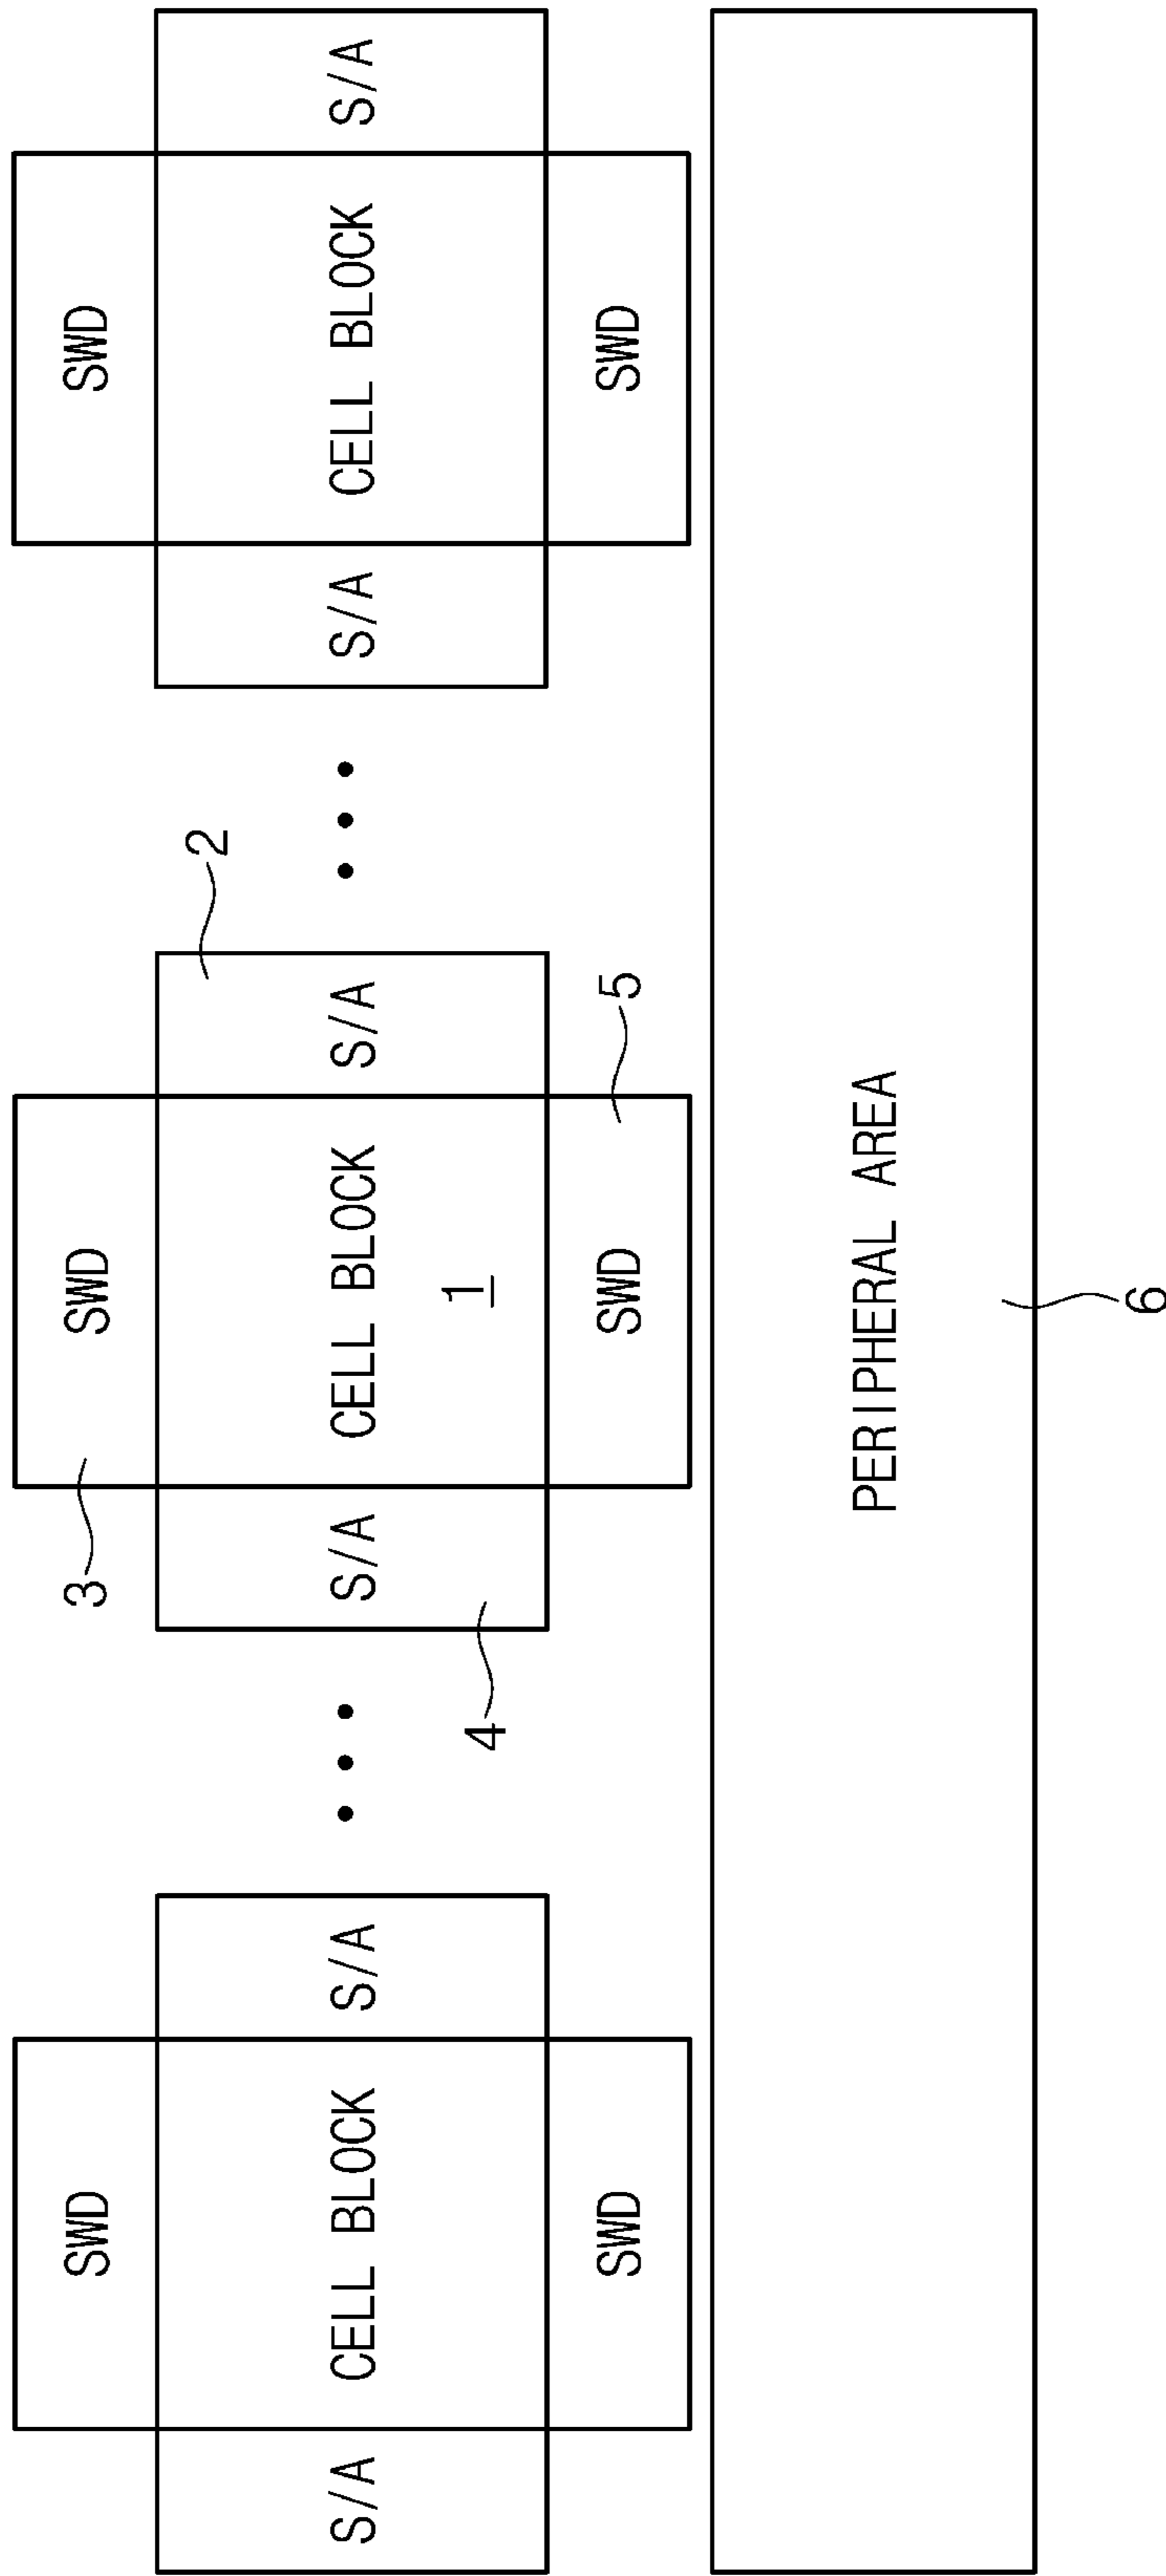 SWD
SWD
SWD
3
2
S/A
CELL BLOCK
S/A
• • •
S/A
CELL BLOCK
S/A
• • •
S/A
CELL BLOCK
S/A
1
4
SWD
SWD
5
SWD
PERIPHERAL AREA
6